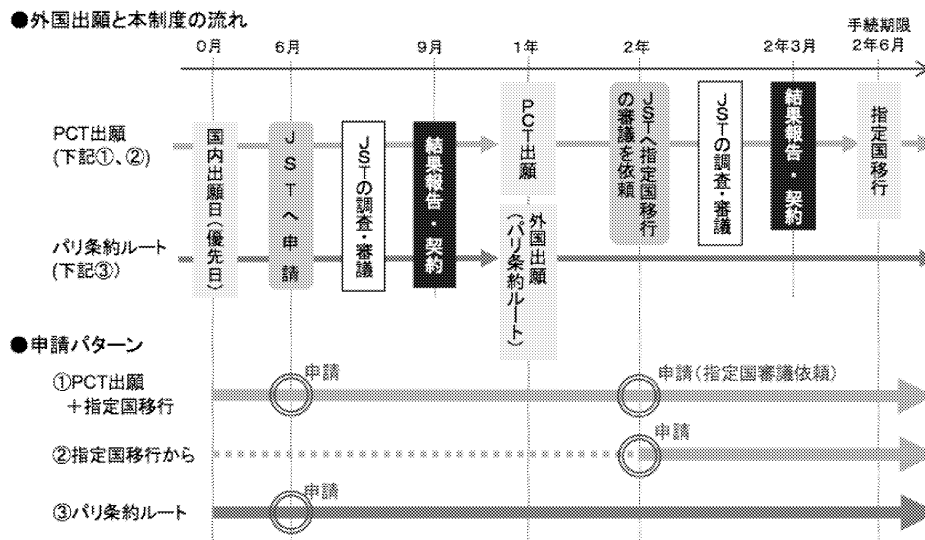 ●外国出願と本制度の流れ
手続期限
0月 6月 9月 1年 2年 2年3月 2年6月
PCT出願
(下記①、②)
パリ条約ルート
(下記③)
国内出願日(優先日)
JSTへ申請
JSTの調査・審議
結果報告・契約
PCT出願
外国出願
(パリ条約ルート)
JSTへ指定国移行
の審議を依頼
JSTの調査・審議
結果報告・契約
指定国移行
●申請パターン
①PCT出願
+指定国移行
申請
申請(指定国審議依頼)
②指定国移行から
申請
③パリ条約ルート
申請